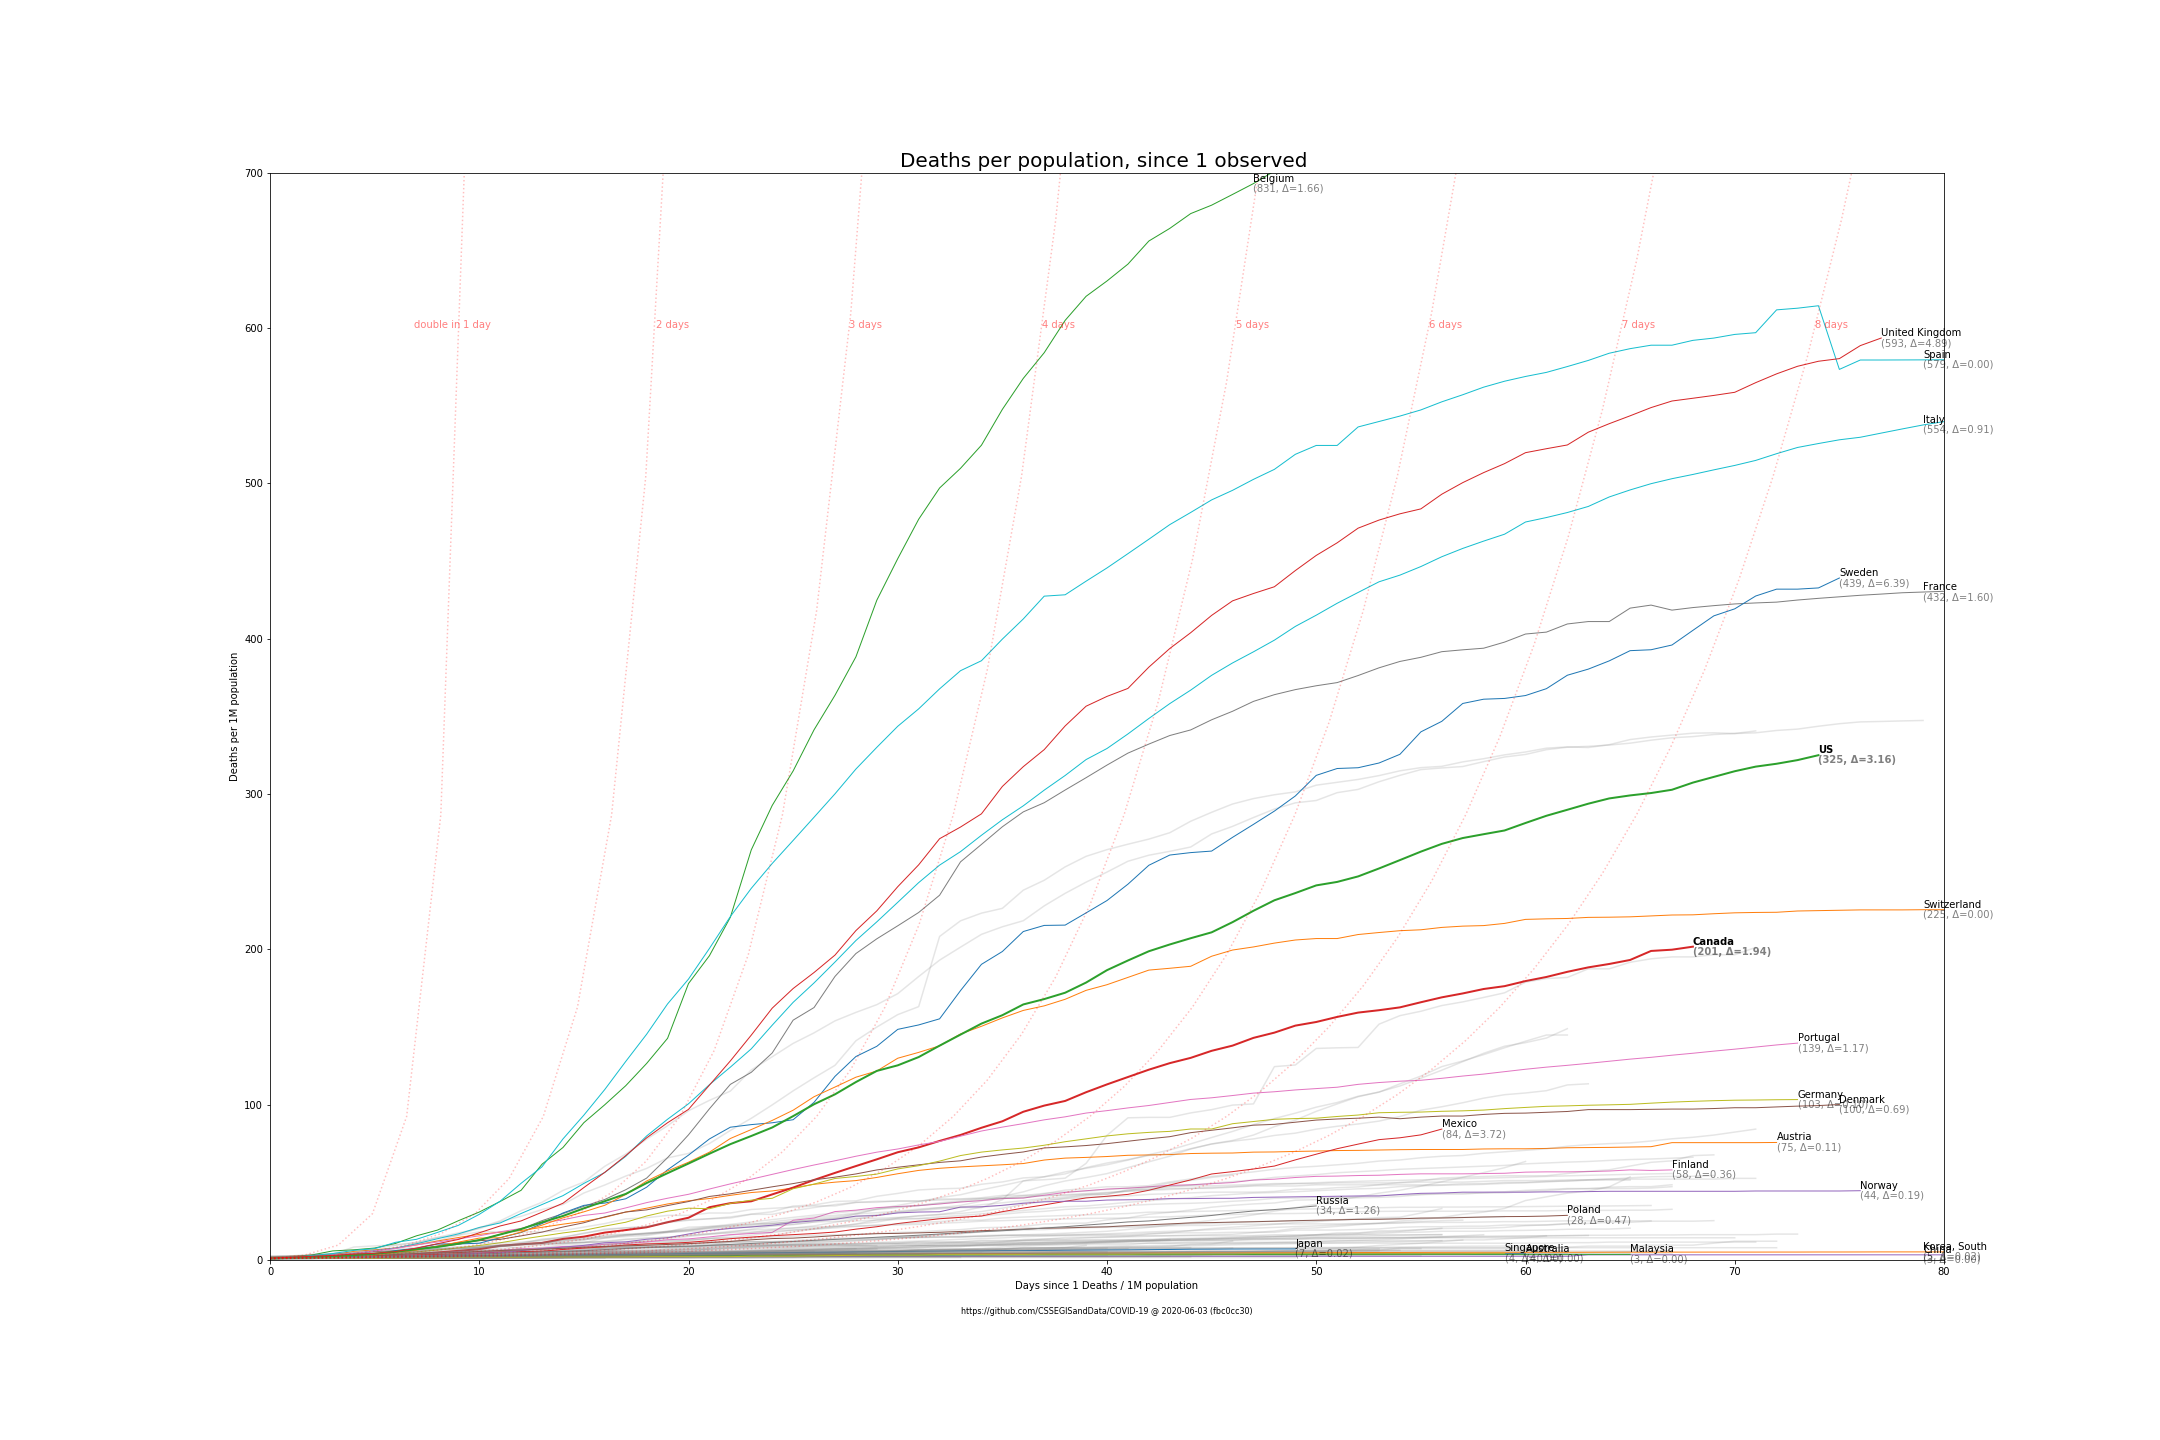 Deaths per population, since 1 observed
700
600
500
400
300
200
100
0
Deaths per 1M population
double in 1 day
2 days
3 days
4 days
5 days
6 days
7 days
8 days
Belgium
(831, Δ=1.66)
United Kingdom
(593, Δ=4.89)
Spain
(579, Δ=0.00)
Italy
(554, Δ=0.91)
Sweden
(439, Δ=6.39)
France
(432, Δ=1.60)
US
(325, Δ=3.16)
Switzerland
(225, Δ=0.00)
Canada
(201, Δ=1.94)
Portugal
(139, Δ=1.17)
Germany
(103,
Denmark
(100, Δ=0.69)
Mexico
(84, Δ=3.72)
Austria
(75, Δ=0.11)
Finland
(58, Δ=0.36)
Norway
(44, Δ=0.19)
Russia
(34, Δ=1.26)
Poland
(28, Δ=0.47)
Japan
(7, Δ=0.02)
Singapore
Australia
Malaysia
(3, Δ=0.00)
Korea, South
China
0
10
20
30
40
50
60
70
80
Days since 1 Deaths / 1M population
https://github.com/CSSEGISandData/COVID-19 @ 2020-06-03 (fbc0cc30)